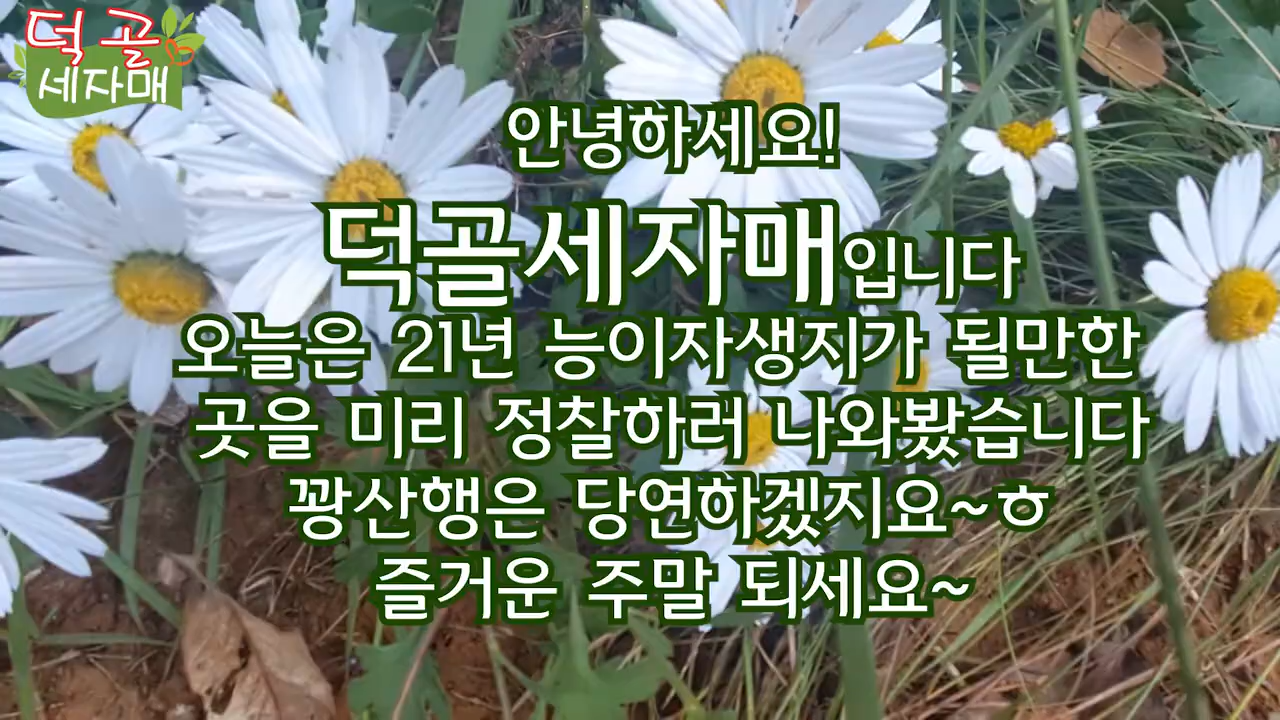 덕골
세자매
안녕하세요!
덕골세자매입니다
오늘은 21년 능이자생지가 될만한
곳을 미리 정찰하러 나와봤습니다
꽝산행은 당연하겠지요~ㅎ
즐거운 주말 되세요~